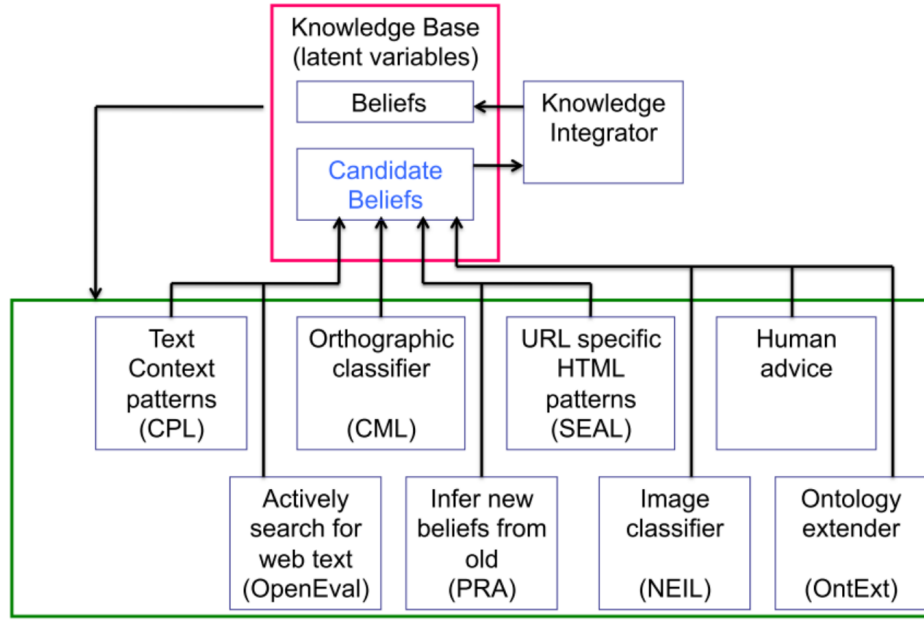 Knowledge Base
(latent variables)
Beliefs
Candidate
Beliefs
Knowledge
Integrator
Text
Context
patterns
(CPL)
Orthographic
classifier
(CML)
URL specific
HTML
patterns
(SEAL)
Human
advice
Actively
search for
web text
(OpenEval)
Infer new
beliefs from
old
(PRA)
Image
classifier
(NEIL)
Ontology
extender
(OntExt)